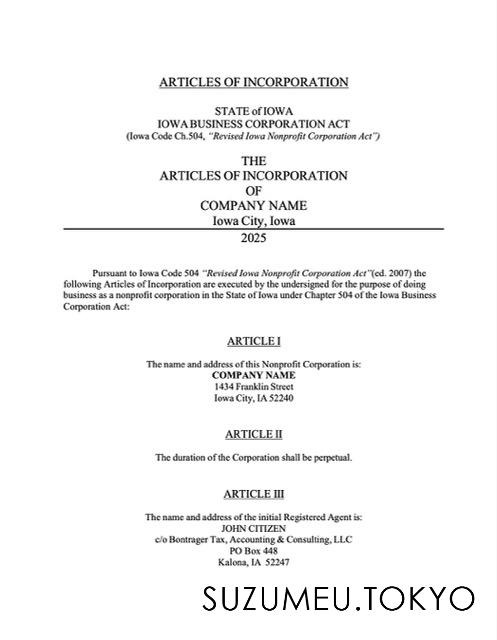 ARTICLES OF INCORPORATION
STATE of IOWA
IOWA BUSINESS CORPORATION ACT
(Iowa Code Ch.504, "Revised Iowa Nonprofit Corporation Act")
THE
ARTICLES OF INCORPORATION
OF
COMPANY NAME
Iowa City, Iowa
2025
Pursuant to Iowa Code 504 "Revised Iowa Nonprofit Corporation Act"(ed. 2007) the
following Articles of Incorporation are executed by the undersigned for the purpose of doing
business as a nonprofit corporation in the State of Iowa under Chapter 504 of the Iowa Business
Corporation Act:
ARTICLE I
The name and address of this Nonprofit Corporation is:
COMPANY NAME
1434 Franklin Street
Iowa City, IA 52240
ARTICLE II
The duration of the Corporation shall be perpetual.
ARTICLE III
The name and address of the initial Registered Agent is:
JOHN CITIZEN
c/o Bontrager Tax, Accounting & Consulting, LLC
PO Box 448
Kalona, IA 52247
SUZUMEU.TOKYO